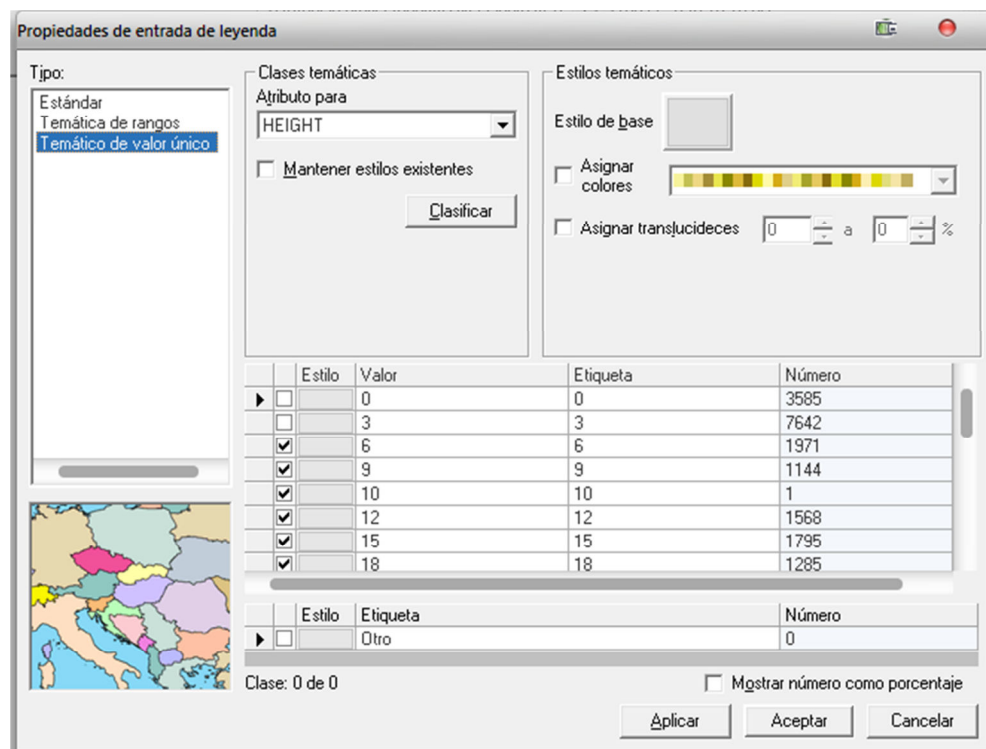 Propiedades de entrada de leyenda
Tipo:
Estándar
Temática de rangos
Temático de valor único
Clases temáticas
Atributo para
HEIGHT
Mantener estilos existentes
Clasificar
Estilos temáticos
Estilo de base
Asignar
colores
Asignar translucideces 0 a 0 %
Estilo Valor Etiqueta Número
0 0 3585
3 3 7642
6 6 1971
9 9 1144
10 10 1
12 12 1568
15 15 1795
18 18 1285
Estilo Etiqueta Número
Otro 0
Clase: 0 de 0
Mostrar número como porcentaje
Aplicar Aceptar Cancelar